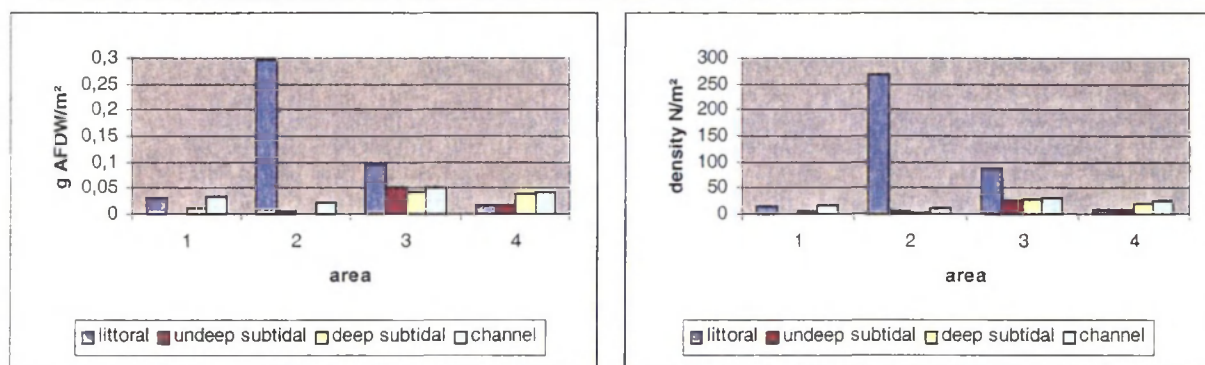 g AFDW/m²
0,3
0,25
0,2
0,15
0,1
0,05
0
1 2 3 4
area
littoral undeep subtidal deep subtidal channel
density N/m²
300
250
200
150
100
50
0
1 2 3 4
area
littoral undeep subtidal deep subtidal channel